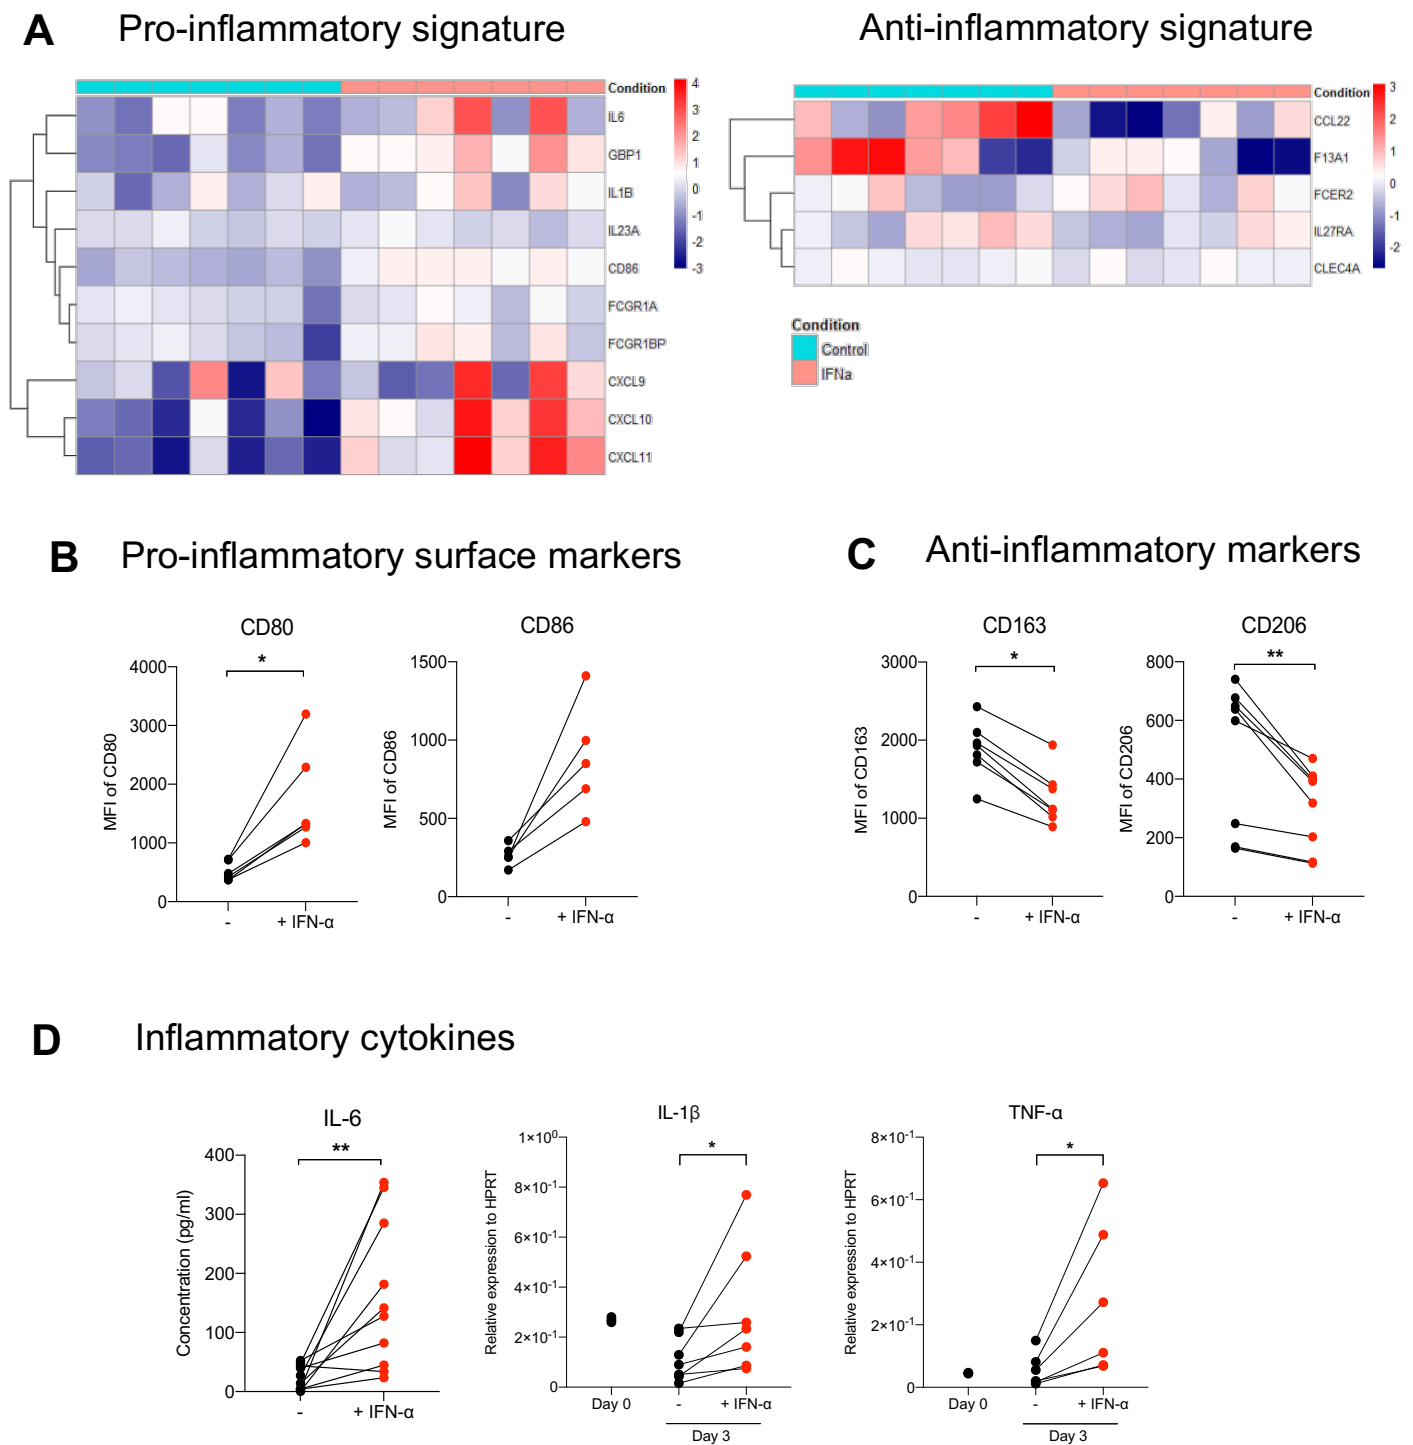 A Pro-inflammatory signature
Anti-inflammatory signature
Condition
IL6
GBP1
IL1B
IL23A
CD86
FCGR1A
FCGR1BP
CXCL9
CXCL10
CXCL11
4
3
2
1
0
-1
-2
-3
Condition
CCL22
F13A1
FCER2
IL27RA
CLEC4A
3
2
1
0
-1
-2
Condition
Control
IFNa
B Pro-inflammatory surface markers
CD80
*
MFI of CD80
4000
3000
2000
1000
0
- + IFN-α
CD86
MFI of CD86
1500
1000
500
0
- + IFN-α
C Anti-inflammatory markers
CD163
*
MFI of CD163
3000
2000
1000
0
- + IFN-α
CD206
**
MFI of CD206
800
600
400
200
0
- + IFN-α
D Inflammatory cytokines
IL-6
**
Concentration (pg/ml)
400
300
200
100
0
- + IFN-α
IL-1β
*
Relative expression to HPRT
1×10⁰
8×10⁻¹
6×10⁻¹
4×10⁻¹
2×10⁻¹
0
Day 0 - + IFN-α
Day 3
TNF-α
*
Relative expression to HPRT
8×10⁻¹
6×10⁻¹
4×10⁻¹
2×10⁻¹
0
Day 0 - + IFN-α
Day 3